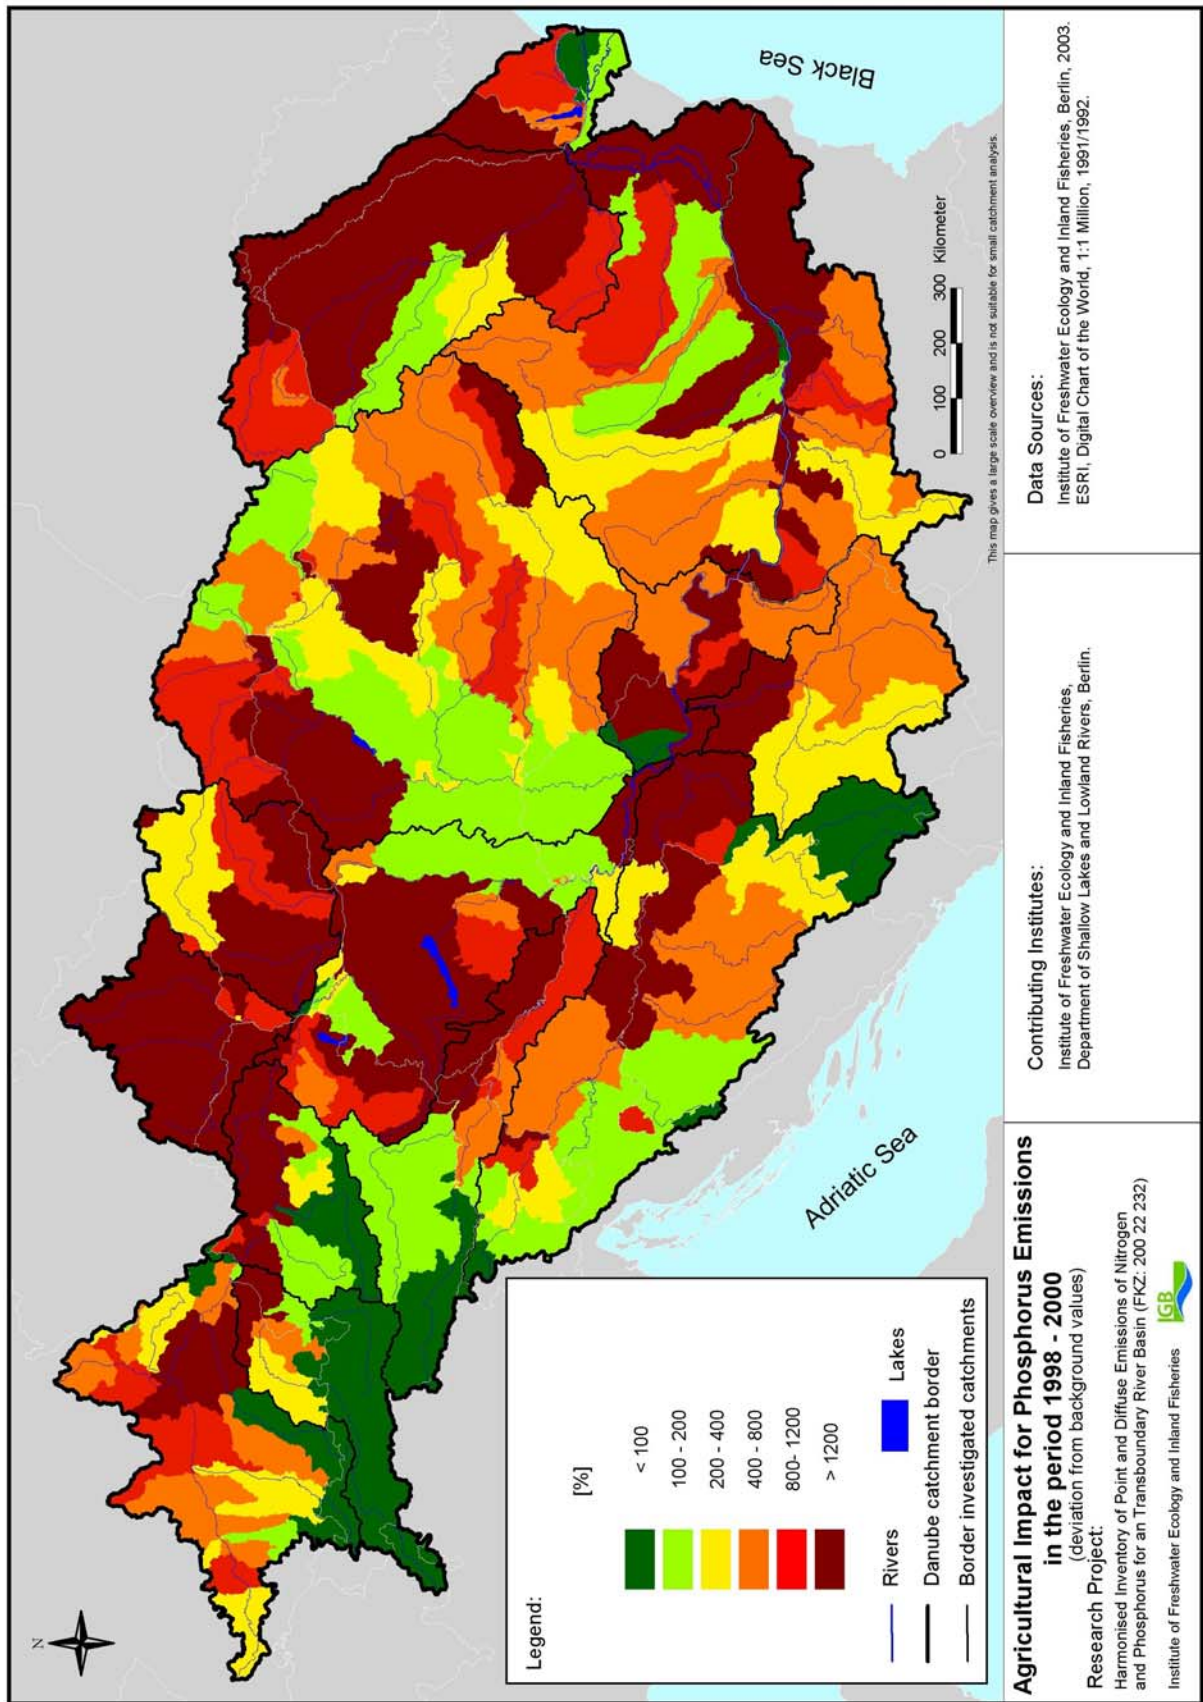 N
Black Sea
Adriatic Sea
0 100 200 300 Kilometer
This map gives a large scale overview and is not suitable for small catchment analysis.
Legend:
[%]
< 100
100 - 200
200 - 400
400 - 800
800- 1200
> 1200
Rivers
Lakes
Danube catchment border
Border investigated catchments
Agricultural Impact for Phosphorus Emissions
in the period 1998 - 2000
(deviation from background values)
Research Project:
Harmonised Inventory of Point and Diffuse Emissions of Nitrogen
and Phosphorus for an Transboundary River Basin (FKZ: 200 22 232)
Institute of Freshwater Ecology and Inland Fisheries
IGB
Contributing Institutes:
Institute of Freshwater Ecology and Inland Fisheries,
Department of Shallow Lakes and Lowland Rivers, Berlin.
Data Sources:
Institute of Freshwater Ecology and Inland Fisheries, Berlin, 2003.
ESRI, Digital Chart of the World, 1:1 Million, 1991/1992.